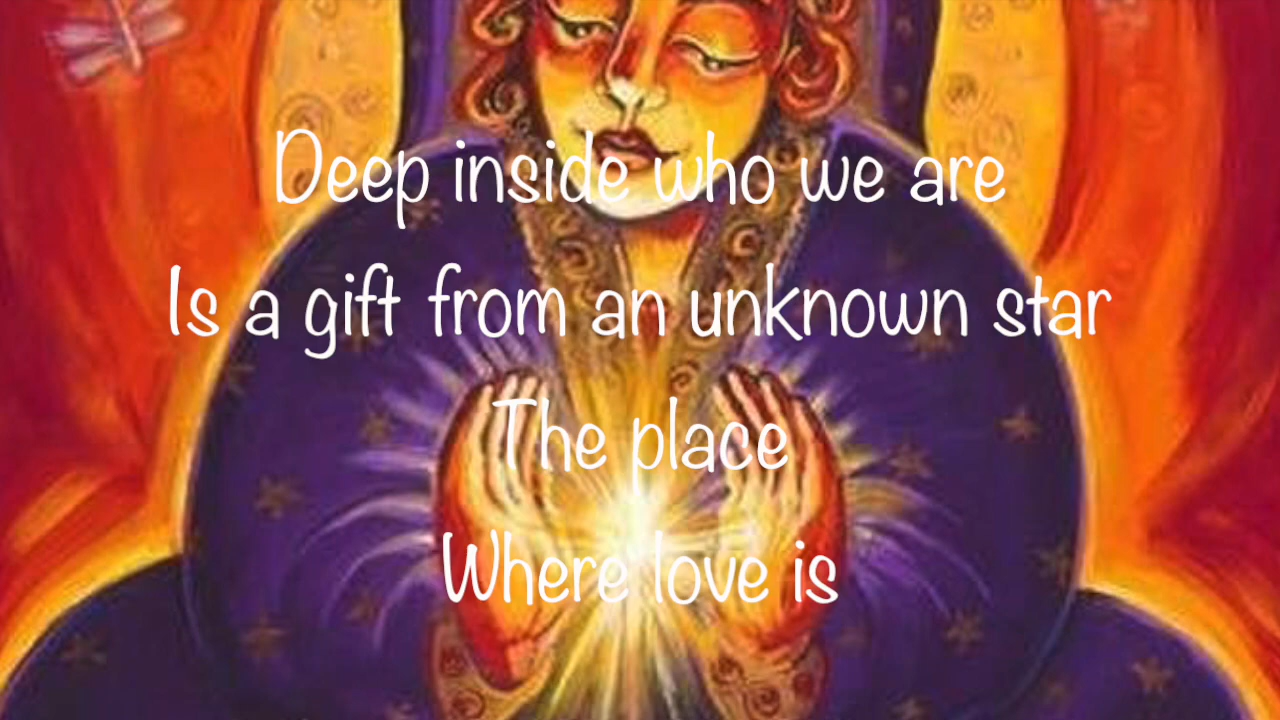 Deep inside who we are
Is a gift from an unknown star
The place
Where love is